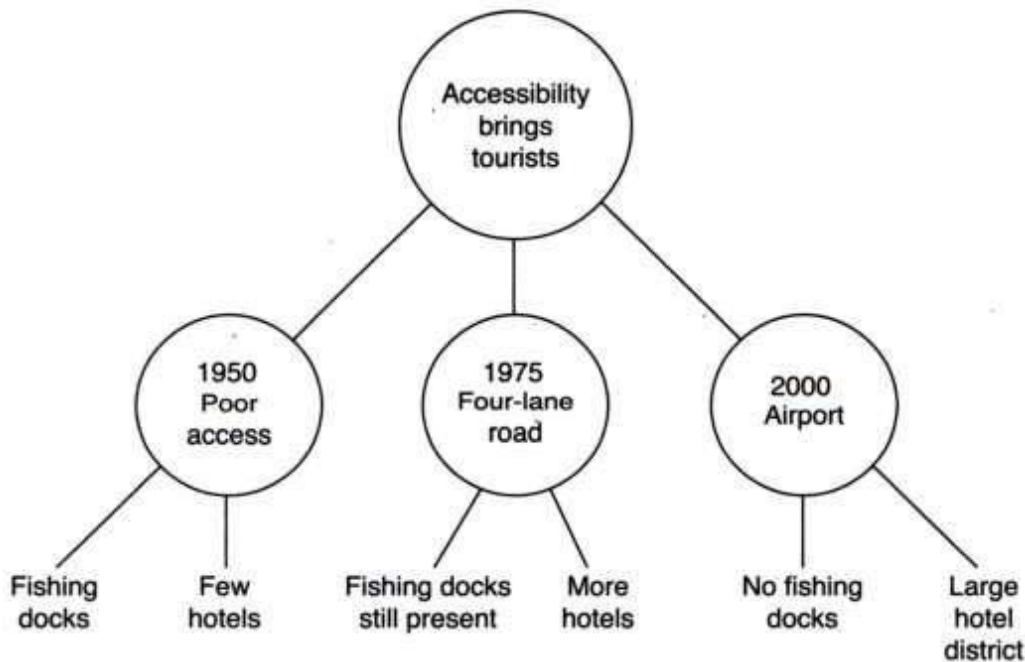 Accessibility
brings
tourists
1950
Poor
access
1975
Four-lane
road
2000
Airport
Fishing
docks
Few
hotels
Fishing docks
still present
More
hotels
No fishing
docks
Large
hotel
district